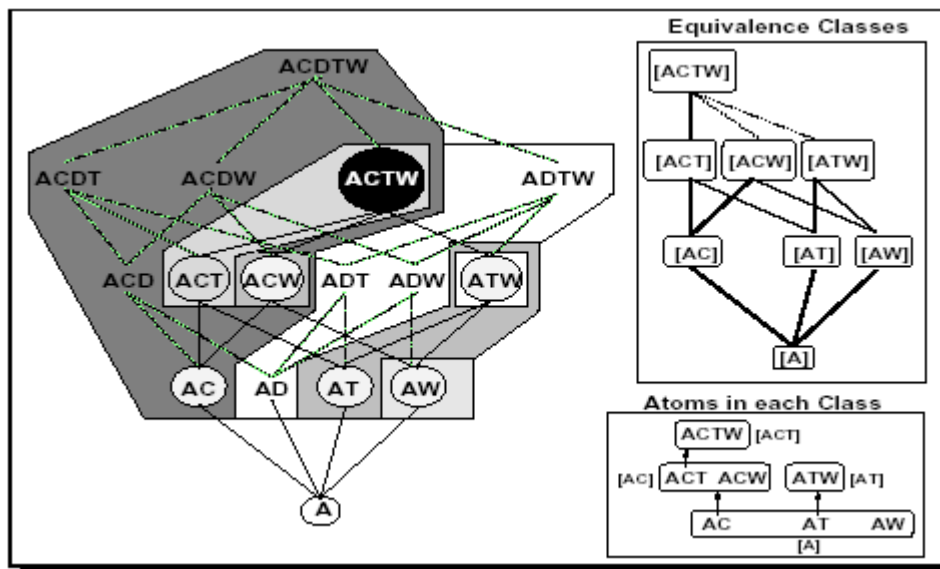 ACDTW
ACDT ACDW ACTW ADTW
ACD ACT ACW ADT ADW ATW
AC AD AT AW
A
Equivalence Classes
[ACTW]
[ACT] [ACW] [ATW]
[AC] [AT] [AW]
[A]
Atoms in each Class
ACTW [ACT]
[AC] ACT ACW ATW [AT]
AC AT AW
[A]